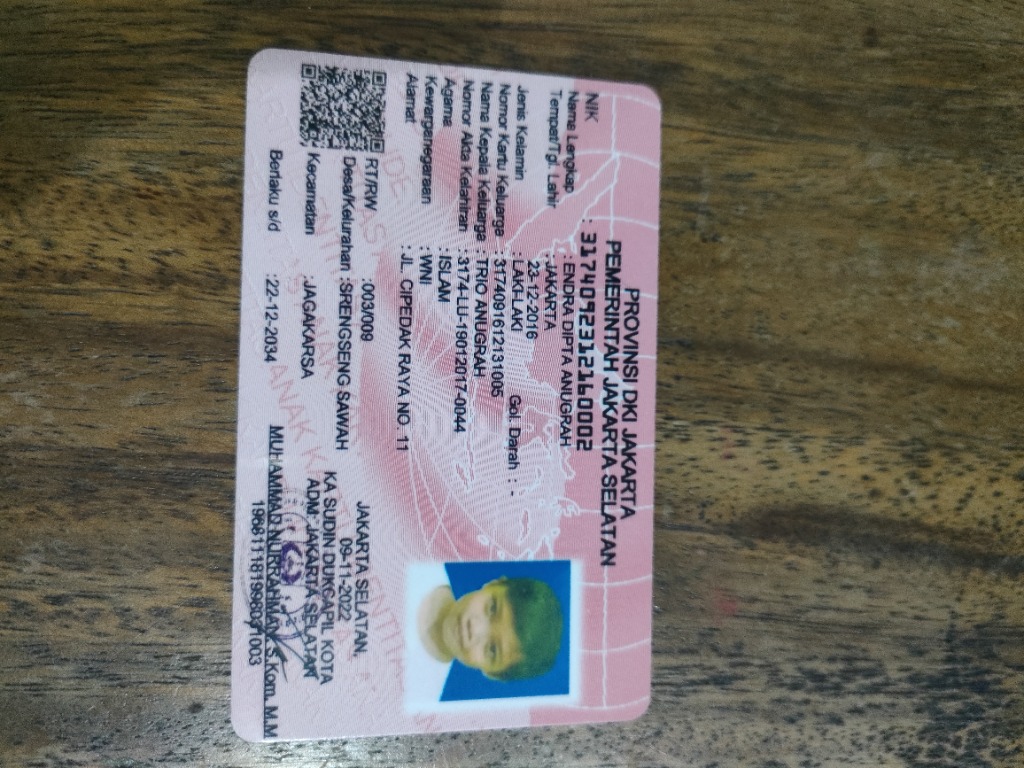 PROVINSI DKI JAKARTA
PEMERINTAH JAKARTA SELATAN
NIK : 3174092312160002
Nama Lengkap : ENDRA DIPTA ANUGRAH
Tempat/Tgl. Lahir : JAKARTA
23-12-2016
Jenis Kelamin : LAKI-LAKI Gol. Darah : -
Nomor Kartu Keluarga : 3174091612131005
Nama Kepala Keluarga : TRIO ANUGRAH
Nomor Akta Kelahiran : 3174-LU-19012017-0044
Agama : ISLAM
Kewarganegaraan : WNI
Alamat : JL CIPEDAK RAYA NO. 11
RT/RW : 003/009
Desa/Kelurahan : SRENGSENG SAWAH
Kecamatan : JAGAKARSA
Berlaku s/d : 22-12-2034
JAKARTA SELATAN,
09-11-2022
KA SUDIN DUKCAPIL KOTA
ADM. JAKARTA SELATAN
MUHAMMAD NURRAHMAN, S.Kom, M.M